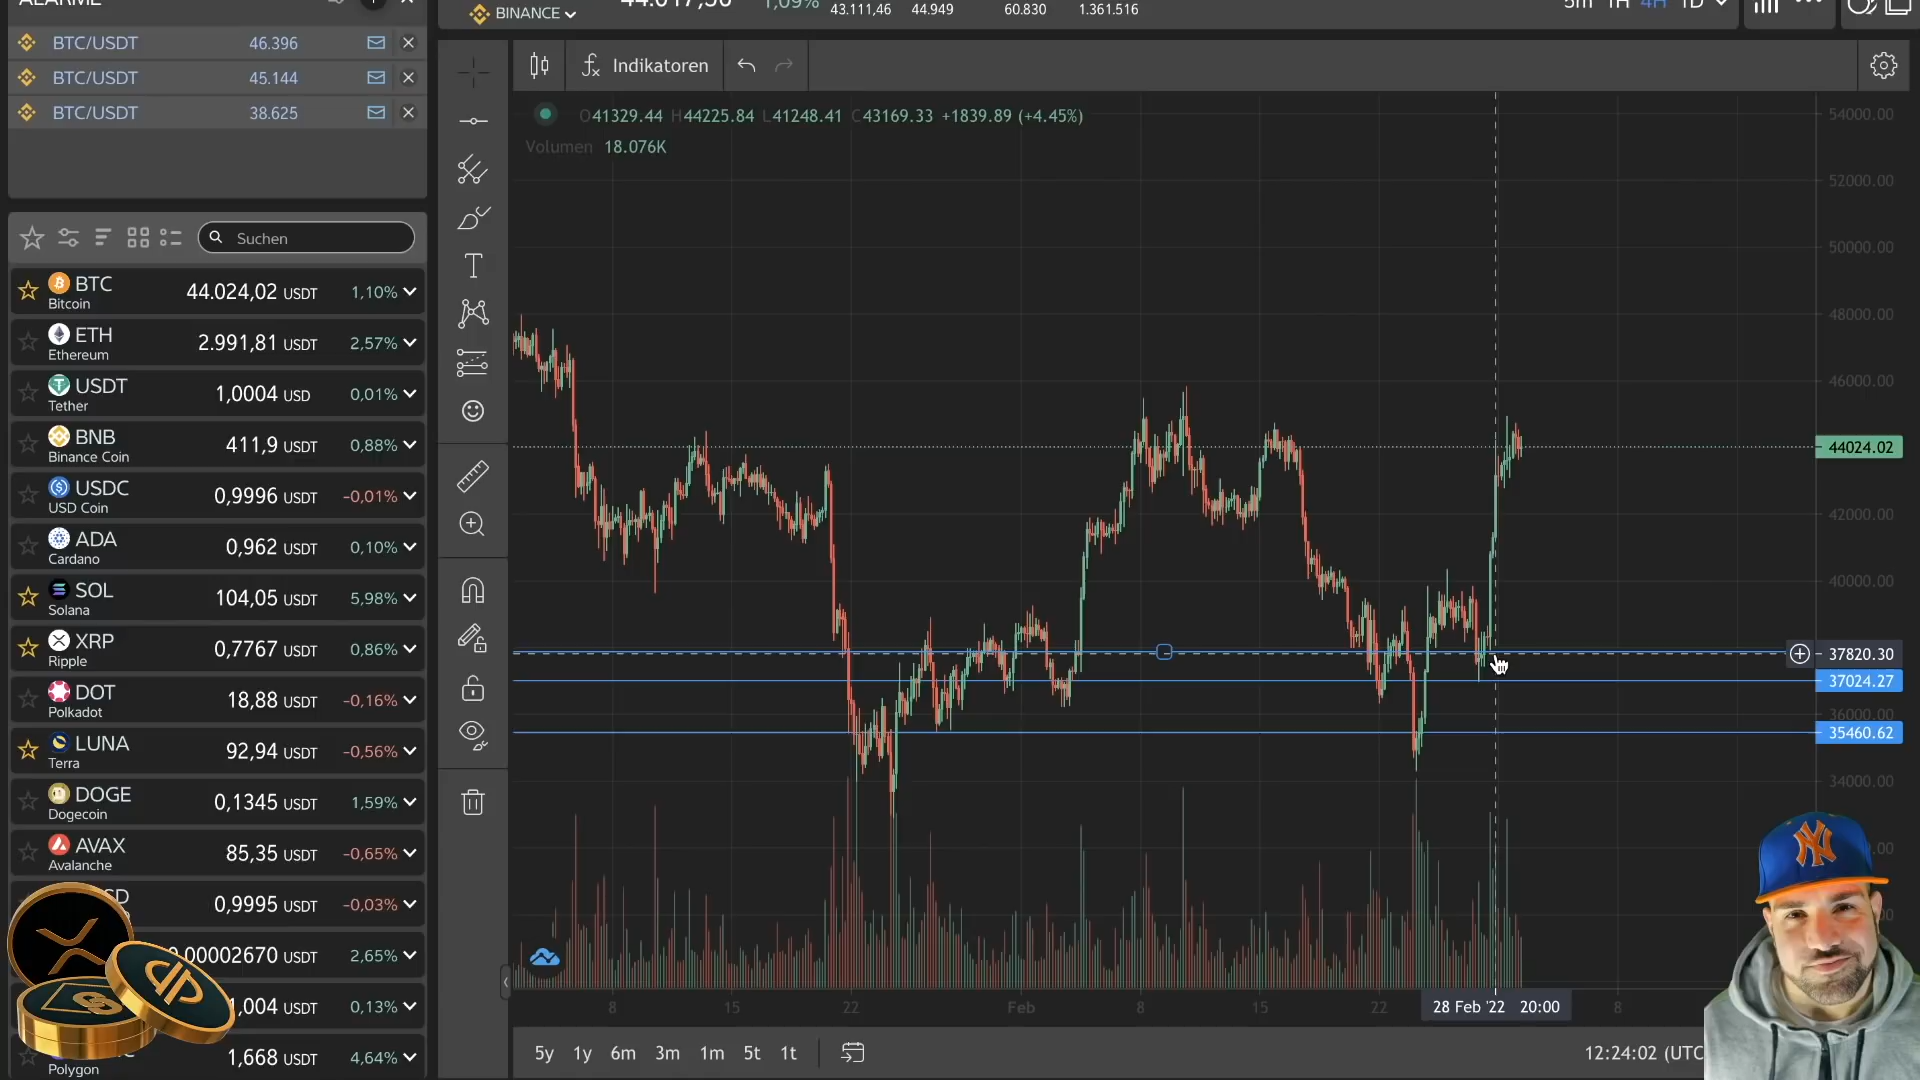 BINANCE
43.111,46
44.949
60.830
1.361.516
BTC/USDT 46.396
BTC/USDT 45.144
BTC/USDT 38.625
Indikatoren
O41329.44 H44225.84 L41248.41 C43169.33 +1839.89 (+4.45%)
Volumen 18.076K
Suchen
BTC 44.024,02 USDT 1,10%
Bitcoin
ETH 2.991,81 USDT 2,57%
Ethereum
USDT 1,0004 USD 0,01%
Tether
BNB 411,9 USDT 0,88%
Binance Coin
USDC 0,9996 USDT -0,01%
USD Coin
ADA 0,962 USDT 0,10%
Cardano
SOL 104,05 USDT 5,98%
Solana
XRP 0,7767 USDT 0,86%
Ripple
DOT 18,88 USDT -0,16%
Polkadot
LUNA 92,94 USDT -0,56%
Terra
DOGE 0,1345 USDT 1,59%
Dogecoin
AVAX 85,35 USDT -0,65%
Avalanche
0,9995 USDT -0,03%
0,00002670 USDT 2,65%
1,004 USDT 0,13%
1,668 USDT 4,64%
Polygon
54000.00
52000.00
50000.00
48000.00
46000.00
44024.02
42000.00
40000.00
37820.30
37024.27
36000.00
35460.62
34000.00
8 15 22 Feb 8 15 22 28 Feb '22 20:00 8
5y 1y 6m 3m 1m 5t 1t
12:24:02 (UTC